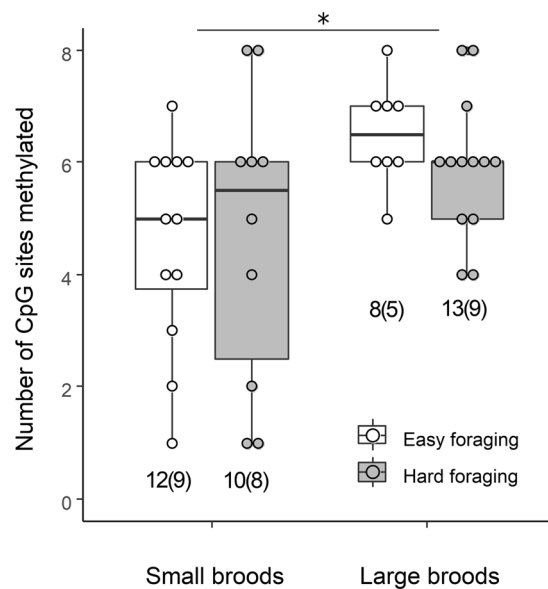 *
Number of CpG sites methylated
8
6
4
2
0
8(5) 13(9)
12(9) 10(8)
Easy foraging
Hard foraging
Small broods Large broods